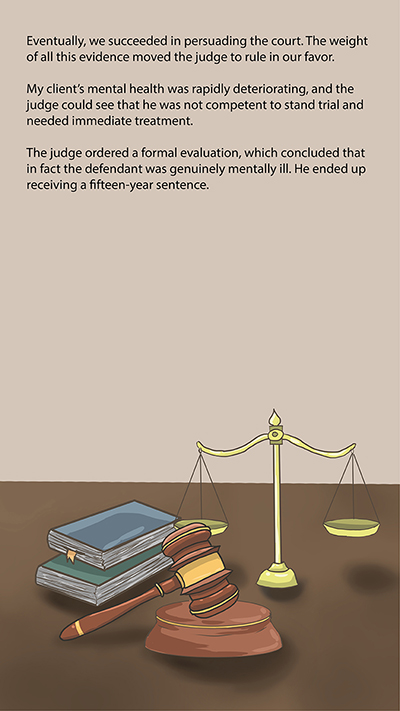 Eventually, we succeeded in persuading the court. The weight
of all this evidence moved the judge to rule in our favor.
My client’s mental health was rapidly deteriorating, and the
judge could see that he was not competent to stand trial and
needed immediate treatment.
The judge ordered a formal evaluation, which concluded that
in fact the defendant was genuinely mentally ill. He ended up
receiving a fifteen-year sentence.